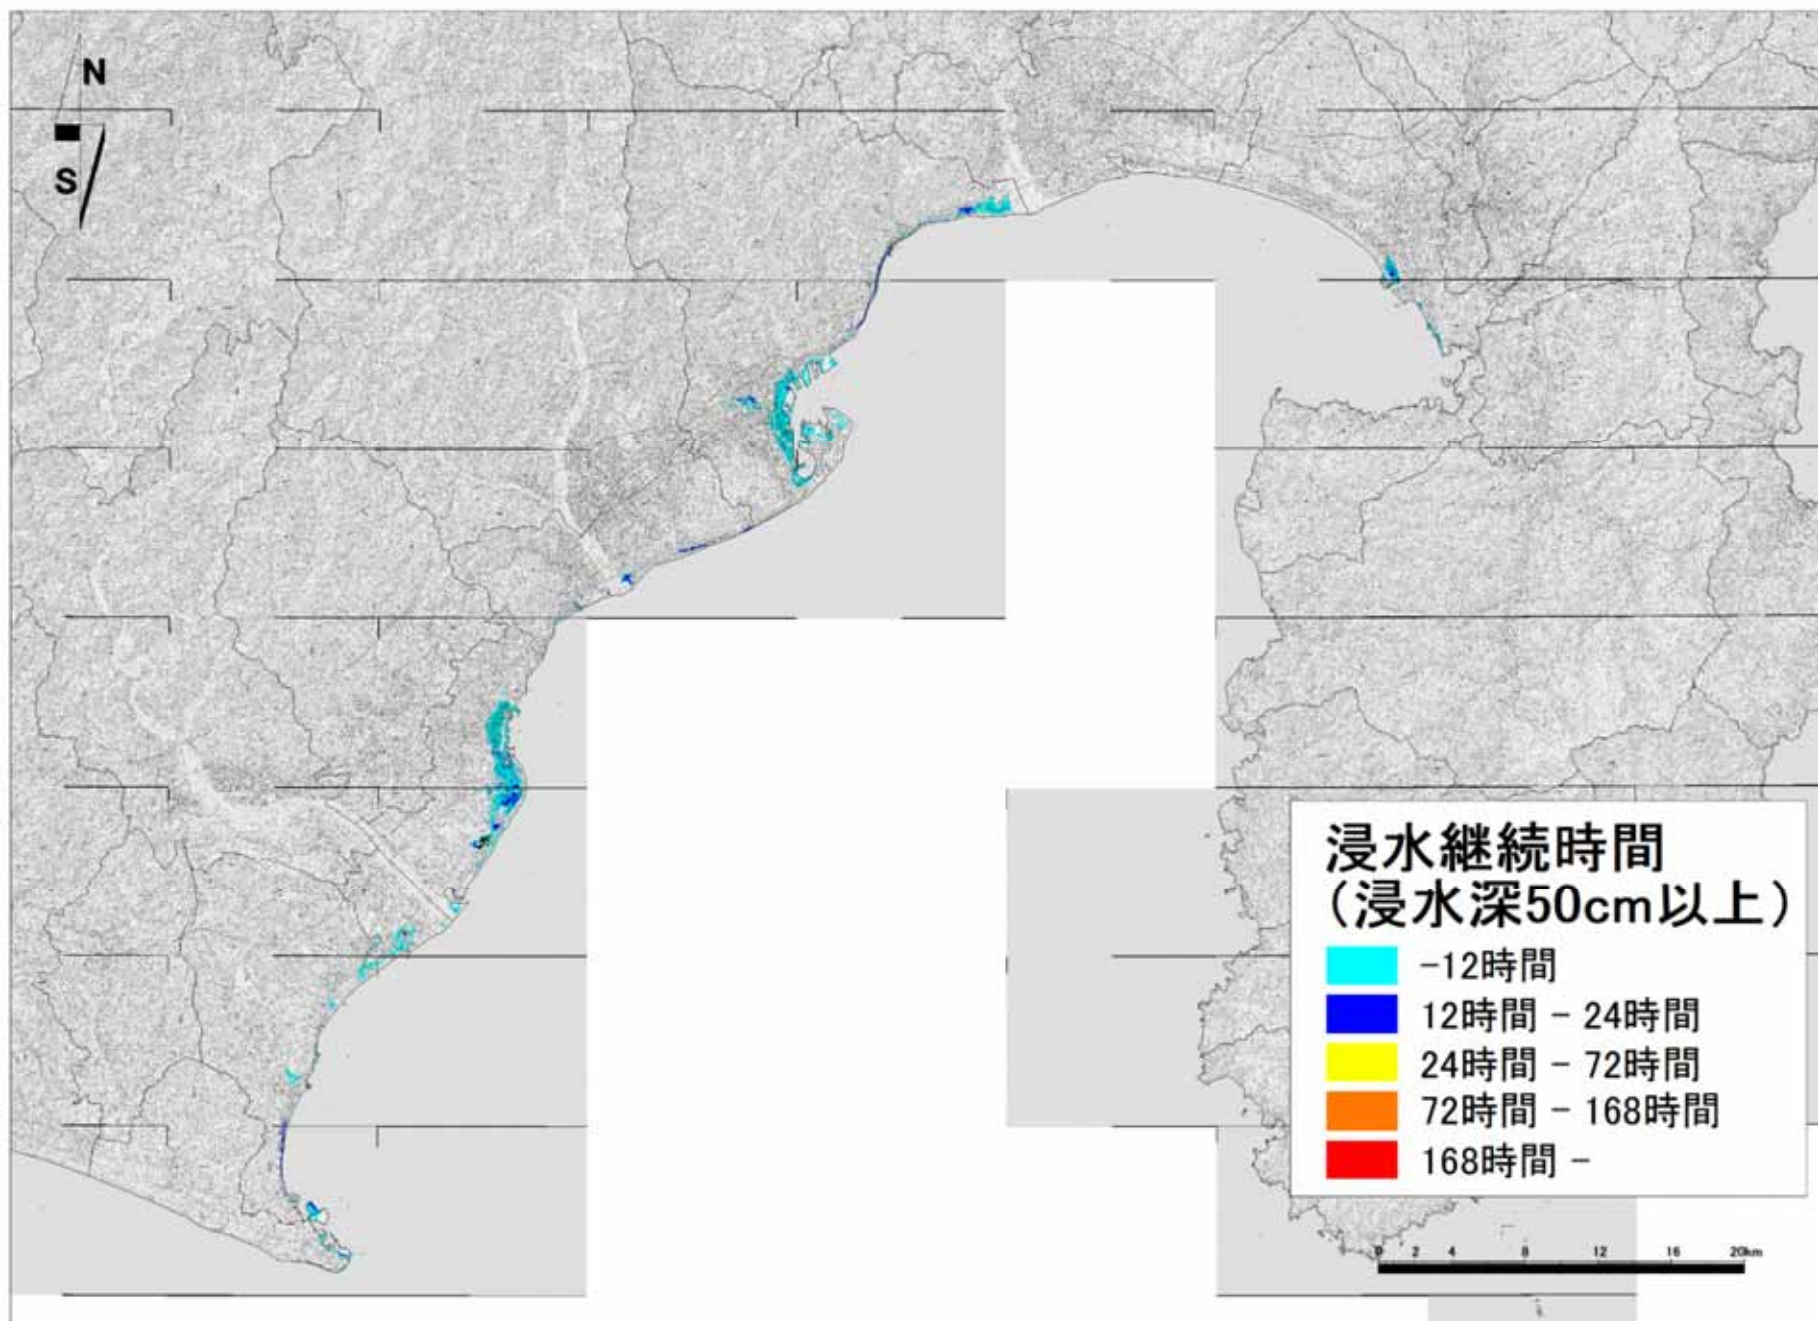 N
S
浸水継続時間
（浸水深50cm以上）
-12時間
12時間 - 24時間
24時間 - 72時間
72時間 - 168時間
168時間 -
0 2 4 8 12 16 20km